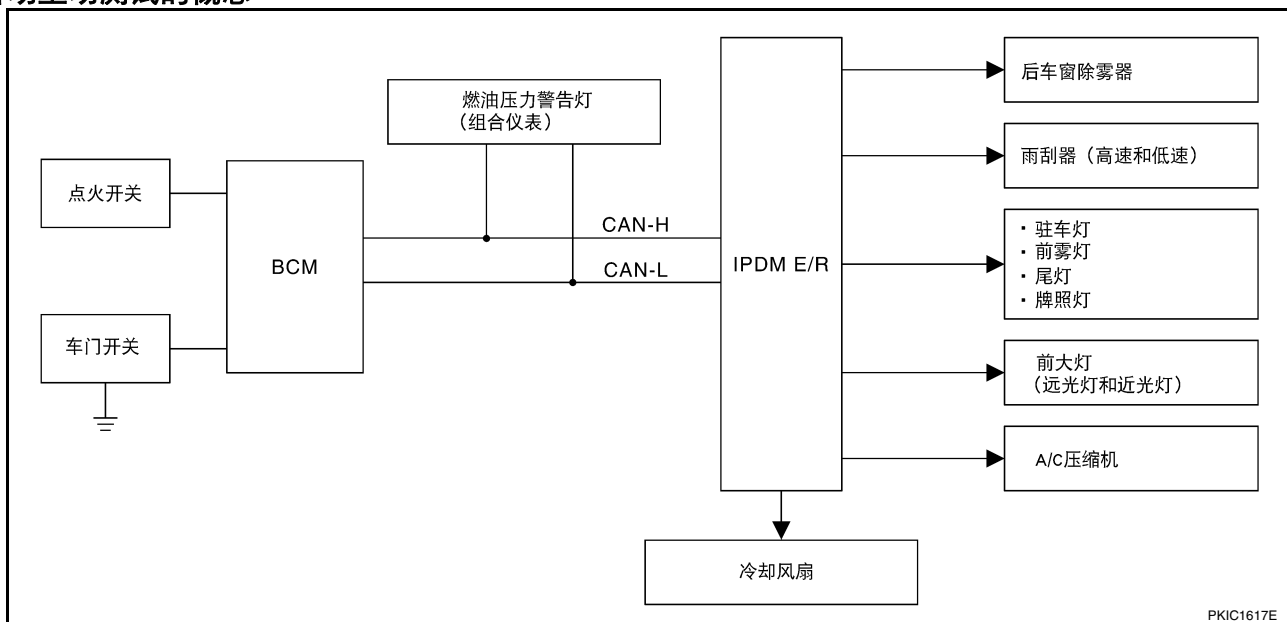 后车窗除雾器
燃油压力警告灯
(组合仪表)
雨刮器（高速和低速）
点火开关
CAN-H
BCM
CAN-L
IPDM E/R
· 驻车灯
· 前雾灯
· 尾灯
· 牌照灯
车门开关
前大灯
(远光灯和近光灯)
A/C压缩机
冷却风扇
PKIC1617E